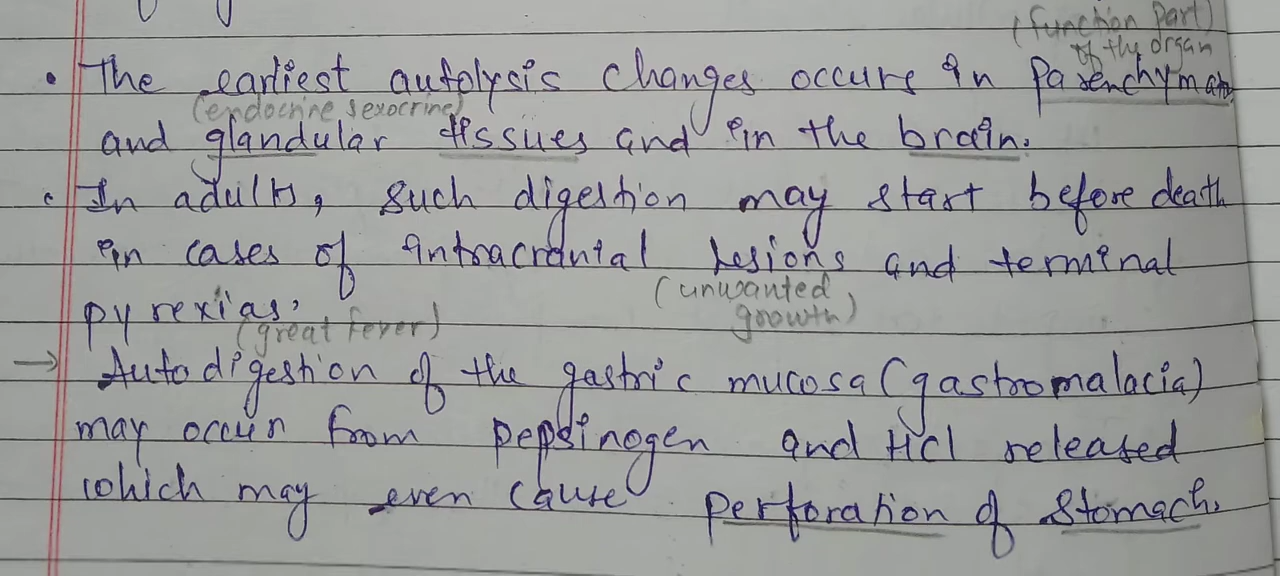 (function part)
of the organ
• The earliest autolysis changes occurs in Parenchymato
(endocrine & exocrine)
and glandular tissues and in the brain.
• In adults, such digestion may start before death
in cases of intracranial lesions and terminal
(unwanted
pyrexias.
growth)
(great fever)
→ Autodigestion of the gastric mucosa (gastromalacia)
may occur from pepsinogen and Hcl released
which may even cause perforation of stomach.